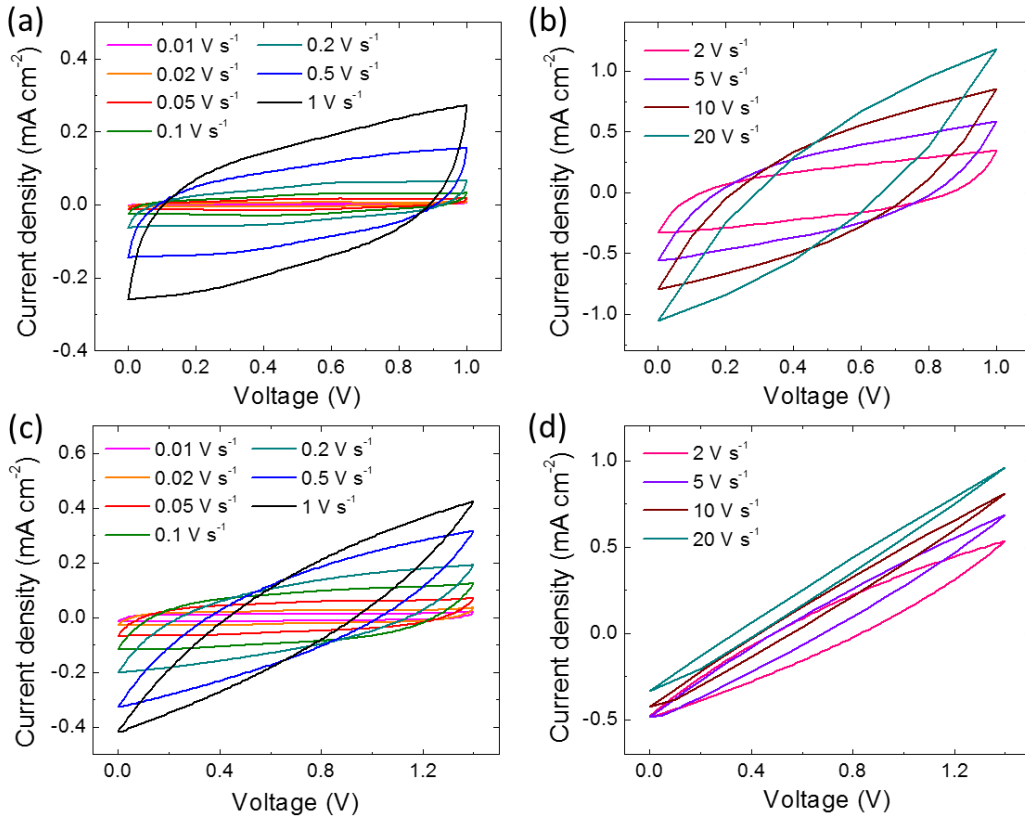 (a)
0.01 V s⁻¹ 0.2 V s⁻¹
0.02 V s⁻¹ 0.5 V s⁻¹
0.05 V s⁻¹ 1 V s⁻¹
0.1 V s⁻¹
0.4
0.2
0.0
-0.2
-0.4
Current density (mA cm⁻²)
0.0 0.2 0.4 0.6 0.8 1.0
Voltage (V)
(b)
2 V s⁻¹
5 V s⁻¹
10 V s⁻¹
20 V s⁻¹
1.0
0.5
0.0
-0.5
-1.0
Current density (mA cm⁻²)
0.0 0.2 0.4 0.6 0.8 1.0
Voltage (V)
(c)
0.01 V s⁻¹ 0.2 V s⁻¹
0.02 V s⁻¹ 0.5 V s⁻¹
0.05 V s⁻¹ 1 V s⁻¹
0.1 V s⁻¹
0.6
0.4
0.2
0.0
-0.2
-0.4
Current density (mA cm⁻²)
0.0 0.4 0.8 1.2
Voltage (V)
(d)
2 V s⁻¹
5 V s⁻¹
10 V s⁻¹
20 V s⁻¹
1.0
0.5
0.0
-0.5
Current density (mA cm⁻²)
0.0 0.4 0.8 1.2
Voltage (V)